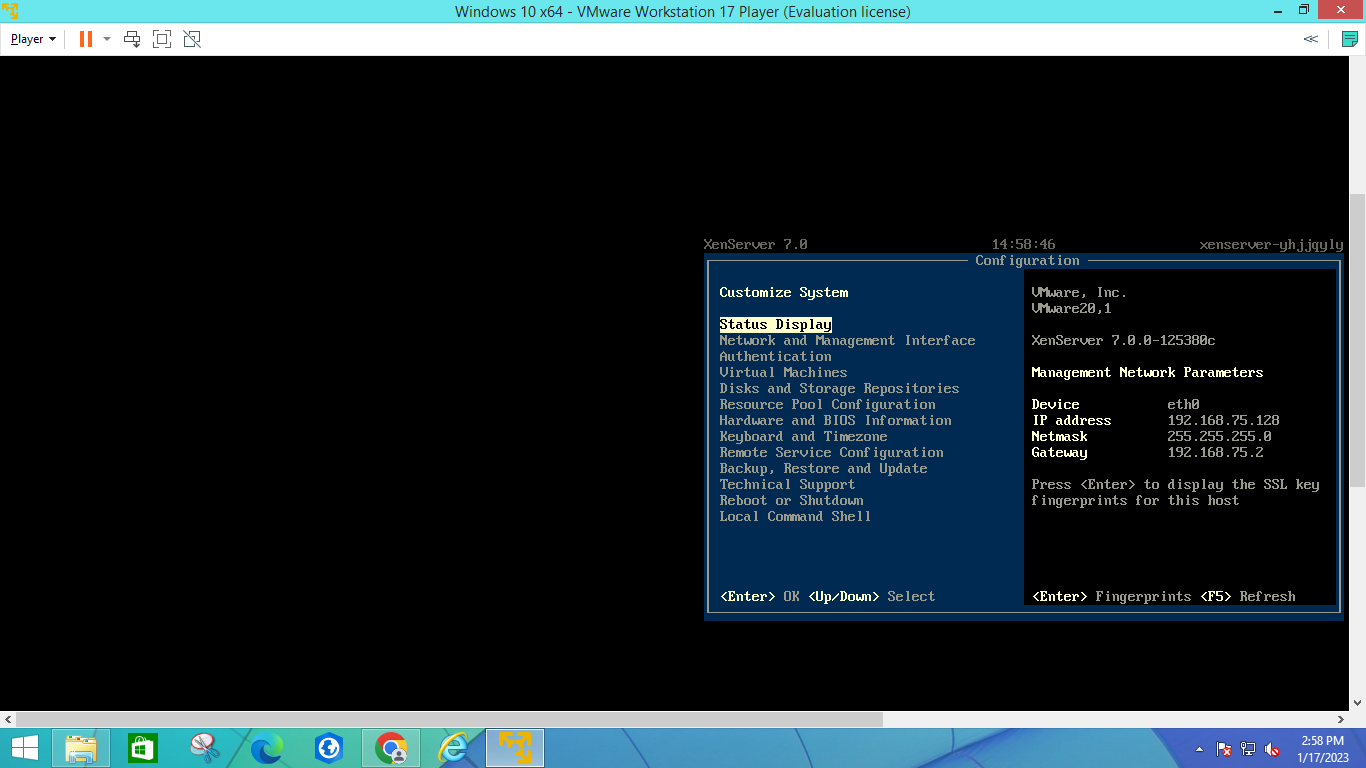 Windows 10 x64 - VMware Workstation 17 Player (Evaluation license)
Player
XenServer 7.0 14:58:46 xenserver-yhjjqyly
Configuration
Customize System
Status Display
Network and Management Interface
Authentication
Virtual Machines
Disks and Storage Repositories
Resource Pool Configuration
Hardware and BIOS Information
Keyboard and Timezone
Remote Service Configuration
Backup, Restore and Update
Technical Support
Reboot or Shutdown
Local Command Shell
<Enter> OK <Up/Down> Select
VMware, Inc.
VMware20,1
XenServer 7.0.0-125380c
Management Network Parameters
Device eth0
IP address 192.168.75.128
Netmask 255.255.255.0
Gateway 192.168.75.2
Press <Enter> to display the SSL key
fingerprints for this host
<Enter> Fingerprints <F5> Refresh
2:58 PM
1/17/2023